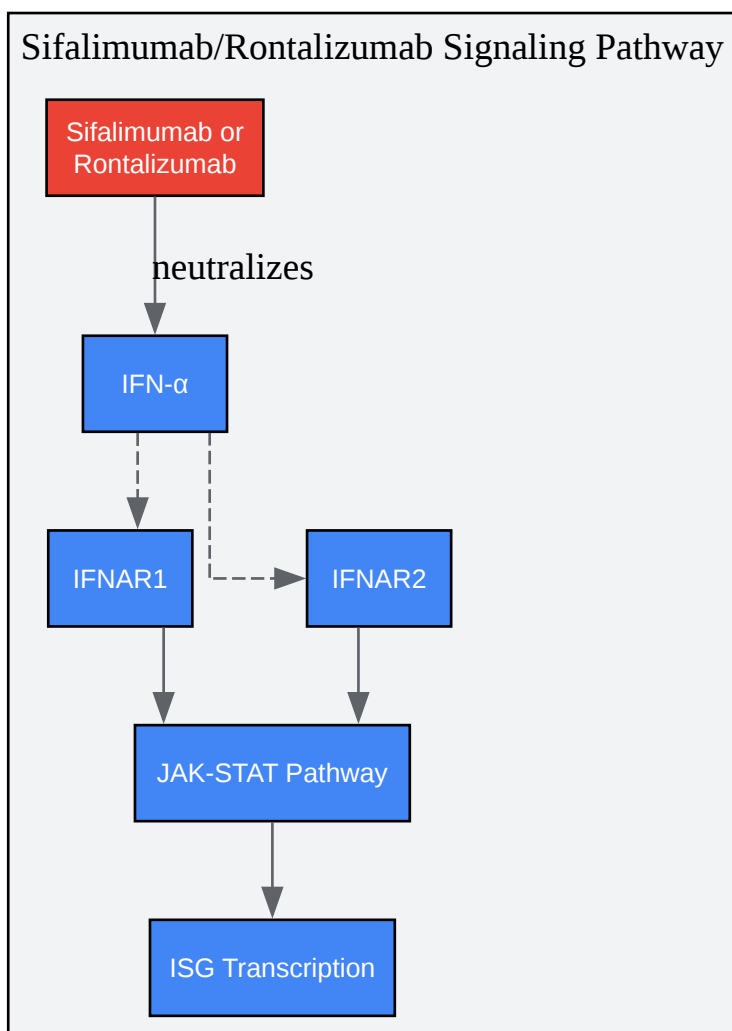 Sifalimumab/Rontalizumab Signaling Pathway
Sifalimumab or
Rontalizumab
neutralizes
IFN-α
IFNAR1
IFNAR2
JAK-STAT Pathway
ISG Transcription